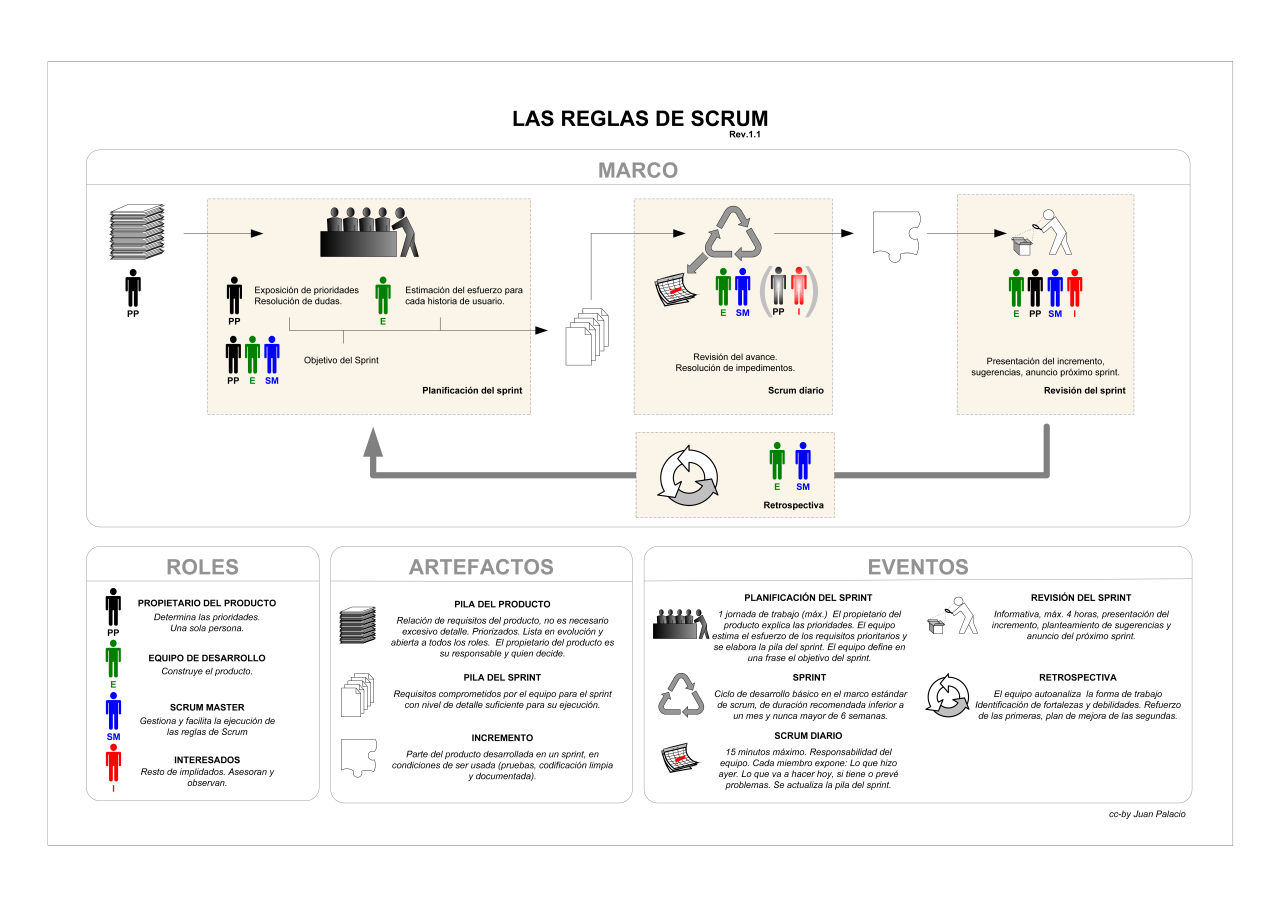 LAS REGLAS DE SCRUM
Rev.1.1
MARCO
PP
PP
Exposición de prioridades
Resolución de dudas.
E
Estimación del esfuerzo para
cada historia de usuario.
PP E SM
Objetivo del Sprint
Planificación del sprint
E SM (PP I)
Revisión del avance.
Resolución de impedimentos.
Scrum diario
E PP SM I
Presentación del incremento,
sugerencias, anuncio próximo sprint.
Revisión del sprint
E SM
Retrospectiva
ROLES
PP
PROPIETARIO DEL PRODUCTO
Determina las prioridades.
Una sola persona.
E
EQUIPO DE DESARROLLO
Construye el producto.
SM
SCRUM MASTER
Gestiona y facilita la ejecución de
las reglas de Scrum
I
INTERESADOS
Resto de implidados. Asesoran y
observan.
ARTEFACTOS
PILA DEL PRODUCTO
Relación de requisitos del producto, no es necesario
excesivo detalle. Priorizados. Lista en evolución y
abierta a todos los roles. El propietario del producto es
su responsable y quien decide.
PILA DEL SPRINT
Requisitos comprometidos por el equipo para el sprint
con nivel de detalle suficiente para su ejecución.
INCREMENTO
Parte del producto desarrollada en un sprint, en
condiciones de ser usada (pruebas, codificación limpia
y documentada).
EVENTOS
PLANIFICACIÓN DEL SPRINT
1 jornada de trabajo (máx.) El propietario del
producto explica las prioridades. El equipo
estima el esfuerzo de los requisitos prioritarios y
se elabora la pila del sprint. El equipo define en
una frase el objetivo del sprint.
SPRINT
Ciclo de desarrollo básico en el marco estándar
de scrum, de duración recomendada inferior a
un mes y nunca mayor de 6 semanas.
SCRUM DIARIO
15 minutos máximo. Responsabilidad del
equipo. Cada miembro expone: Lo que hizo
ayer. Lo que va a hacer hoy, si tiene o prevé
problemas. Se actualiza la pila del sprint.
REVISIÓN DEL SPRINT
Informativa, máx. 4 horas, presentación del
incremento, planteamiento de sugerencias y
anuncio del próximo sprint.
RETROSPECTIVA
El equipo autoanaliza la forma de trabajo
Identificación de fortalezas y debilidades. Refuerzo
de las primeras, plan de mejora de las segundas.
cc-by Juan Palacio